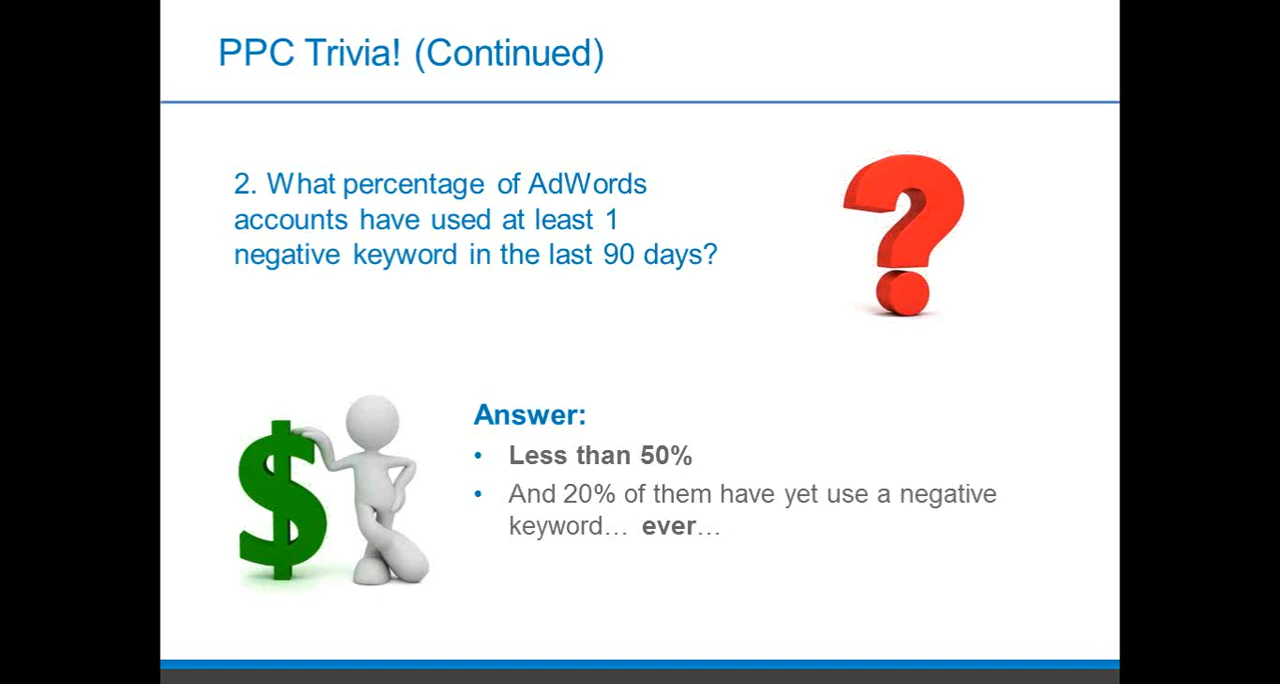 PPC Trivia! (Continued)
2. What percentage of AdWords
accounts have used at least 1
negative keyword in the last 90 days?
Answer:
• Less than 50%
• And 20% of them have yet use a negative
keyword... ever...